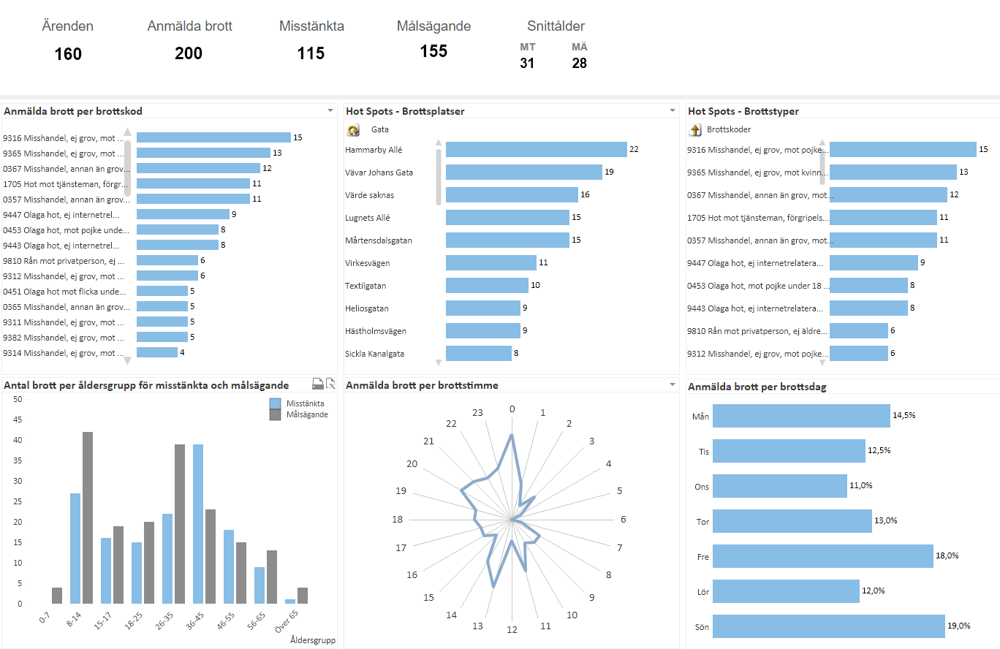 Ärenden
160
Anmälda brott
200
Misstänkta
115
Målsägande
155
Snittålder
MT MÄ
31 28
Anmälda brott per brottskod
9316 Misshandel, ej grov, mot ... 15
9365 Misshandel, ej grov, mot ... 13
0367 Misshandel, annan än grov... 12
1705 Hot mot tjänsteman, förgr... 11
0357 Misshandel, annan än grov... 11
9447 Olaga hot, ej internetrel... 9
0453 Olaga hot, mot pojke unde... 8
9443 Olaga hot, ej internetrel... 8
9810 Rån mot privatperson, ej ... 6
9312 Misshandel, ej grov, mot ... 6
0451 Olaga hot mot flicka unde... 5
0365 Misshandel, annan än grov... 5
9311 Misshandel, ej grov, mot ... 5
9382 Misshandel, ej grov, mot ... 5
9314 Misshandel, ej grov, mot ... 4
Hot Spots - Brottsplatser
Gata
Hammarby Allé 22
Vävar Johans Gata 19
Värde saknas 16
Lugnets Allé 15
Mårtensdalsgatan 15
Virkesvägen 11
Textilgatan 10
Heliosgatan 9
Hästholmsvägen 9
Sickla Kanalgata 8
Hot Spots - Brottstyper
Brottskoder
9316 Misshandel, ej grov, mot pojke... 15
9365 Misshandel, ej grov, mot kvinn... 13
0367 Misshandel, annan än grov, mot... 12
1705 Hot mot tjänsteman, förgripels... 11
0357 Misshandel, annan än grov, mot... 11
9447 Olaga hot, ej internetrelatera... 9
0453 Olaga hot, mot pojke under 18 ... 8
9443 Olaga hot, ej internetrelatera... 8
9810 Rån mot privatperson, ej äldre... 6
9312 Misshandel, ej grov, mot pojke... 6
Antal brott per åldersgrupp för misstänkta och målsägande
Misstänkta
Målsägande
50
45
40
35
30
25
20
15
10
5
0
0-7 8-14 15-17 18-25 26-35 36-45 46-55 56-65 Över 65
Åldersgrupp
Anmälda brott per brottstimme
0
1
2
3
4
5
6
7
8
9
10
11
12
13
14
15
16
17
18
19
20
21
22
23
Anmälda brott per brottsdag
Mån 14,5%
Tis 12,5%
Ons 11,0%
Tor 13,0%
Fre 18,0%
Lör 12,0%
Sön 19,0%